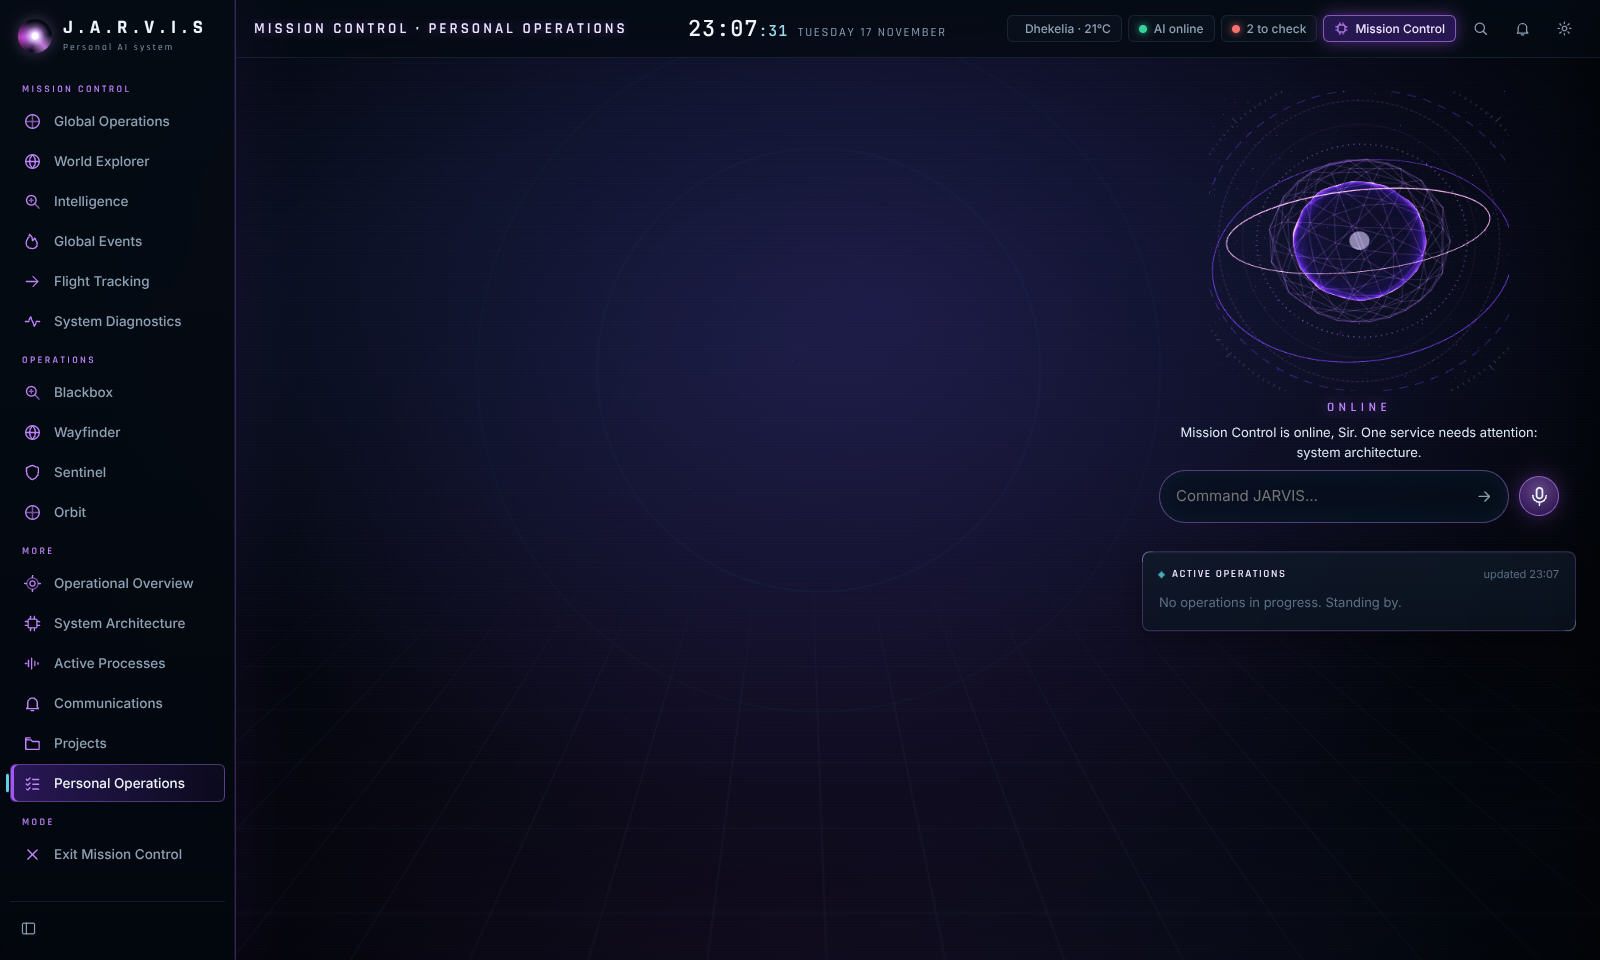 J.A.R.V.I.S
Personal AI system
MISSION CONTROL
Global Operations
World Explorer
Intelligence
Global Events
Flight Tracking
System Diagnostics
OPERATIONS
Blackbox
Wayfinder
Sentinel
Orbit
MORE
Operational Overview
System Architecture
Active Processes
Communications
Projects
Personal Operations
MODE
Exit Mission Control
MISSION CONTROL · PERSONAL OPERATIONS
23:07:31 TUESDAY 17 NOVEMBER
Dhekelia · 21°C
AI online
2 to check
Mission Control
ONLINE
Mission Control is online, Sir. One service needs attention:
system architecture.
Command JARVIS...
ACTIVE OPERATIONS
updated 23:07
No operations in progress. Standing by.